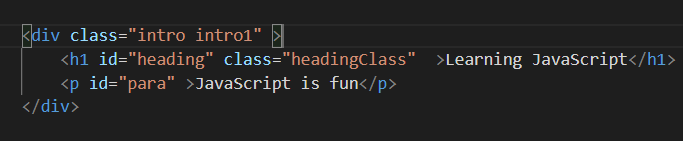 <div class="intro intro1" >
    <h1 id="heading" class="headingClass"  >Learning JavaScript</h1>
    <p id="para" >JavaScript is fun</p>
</div>